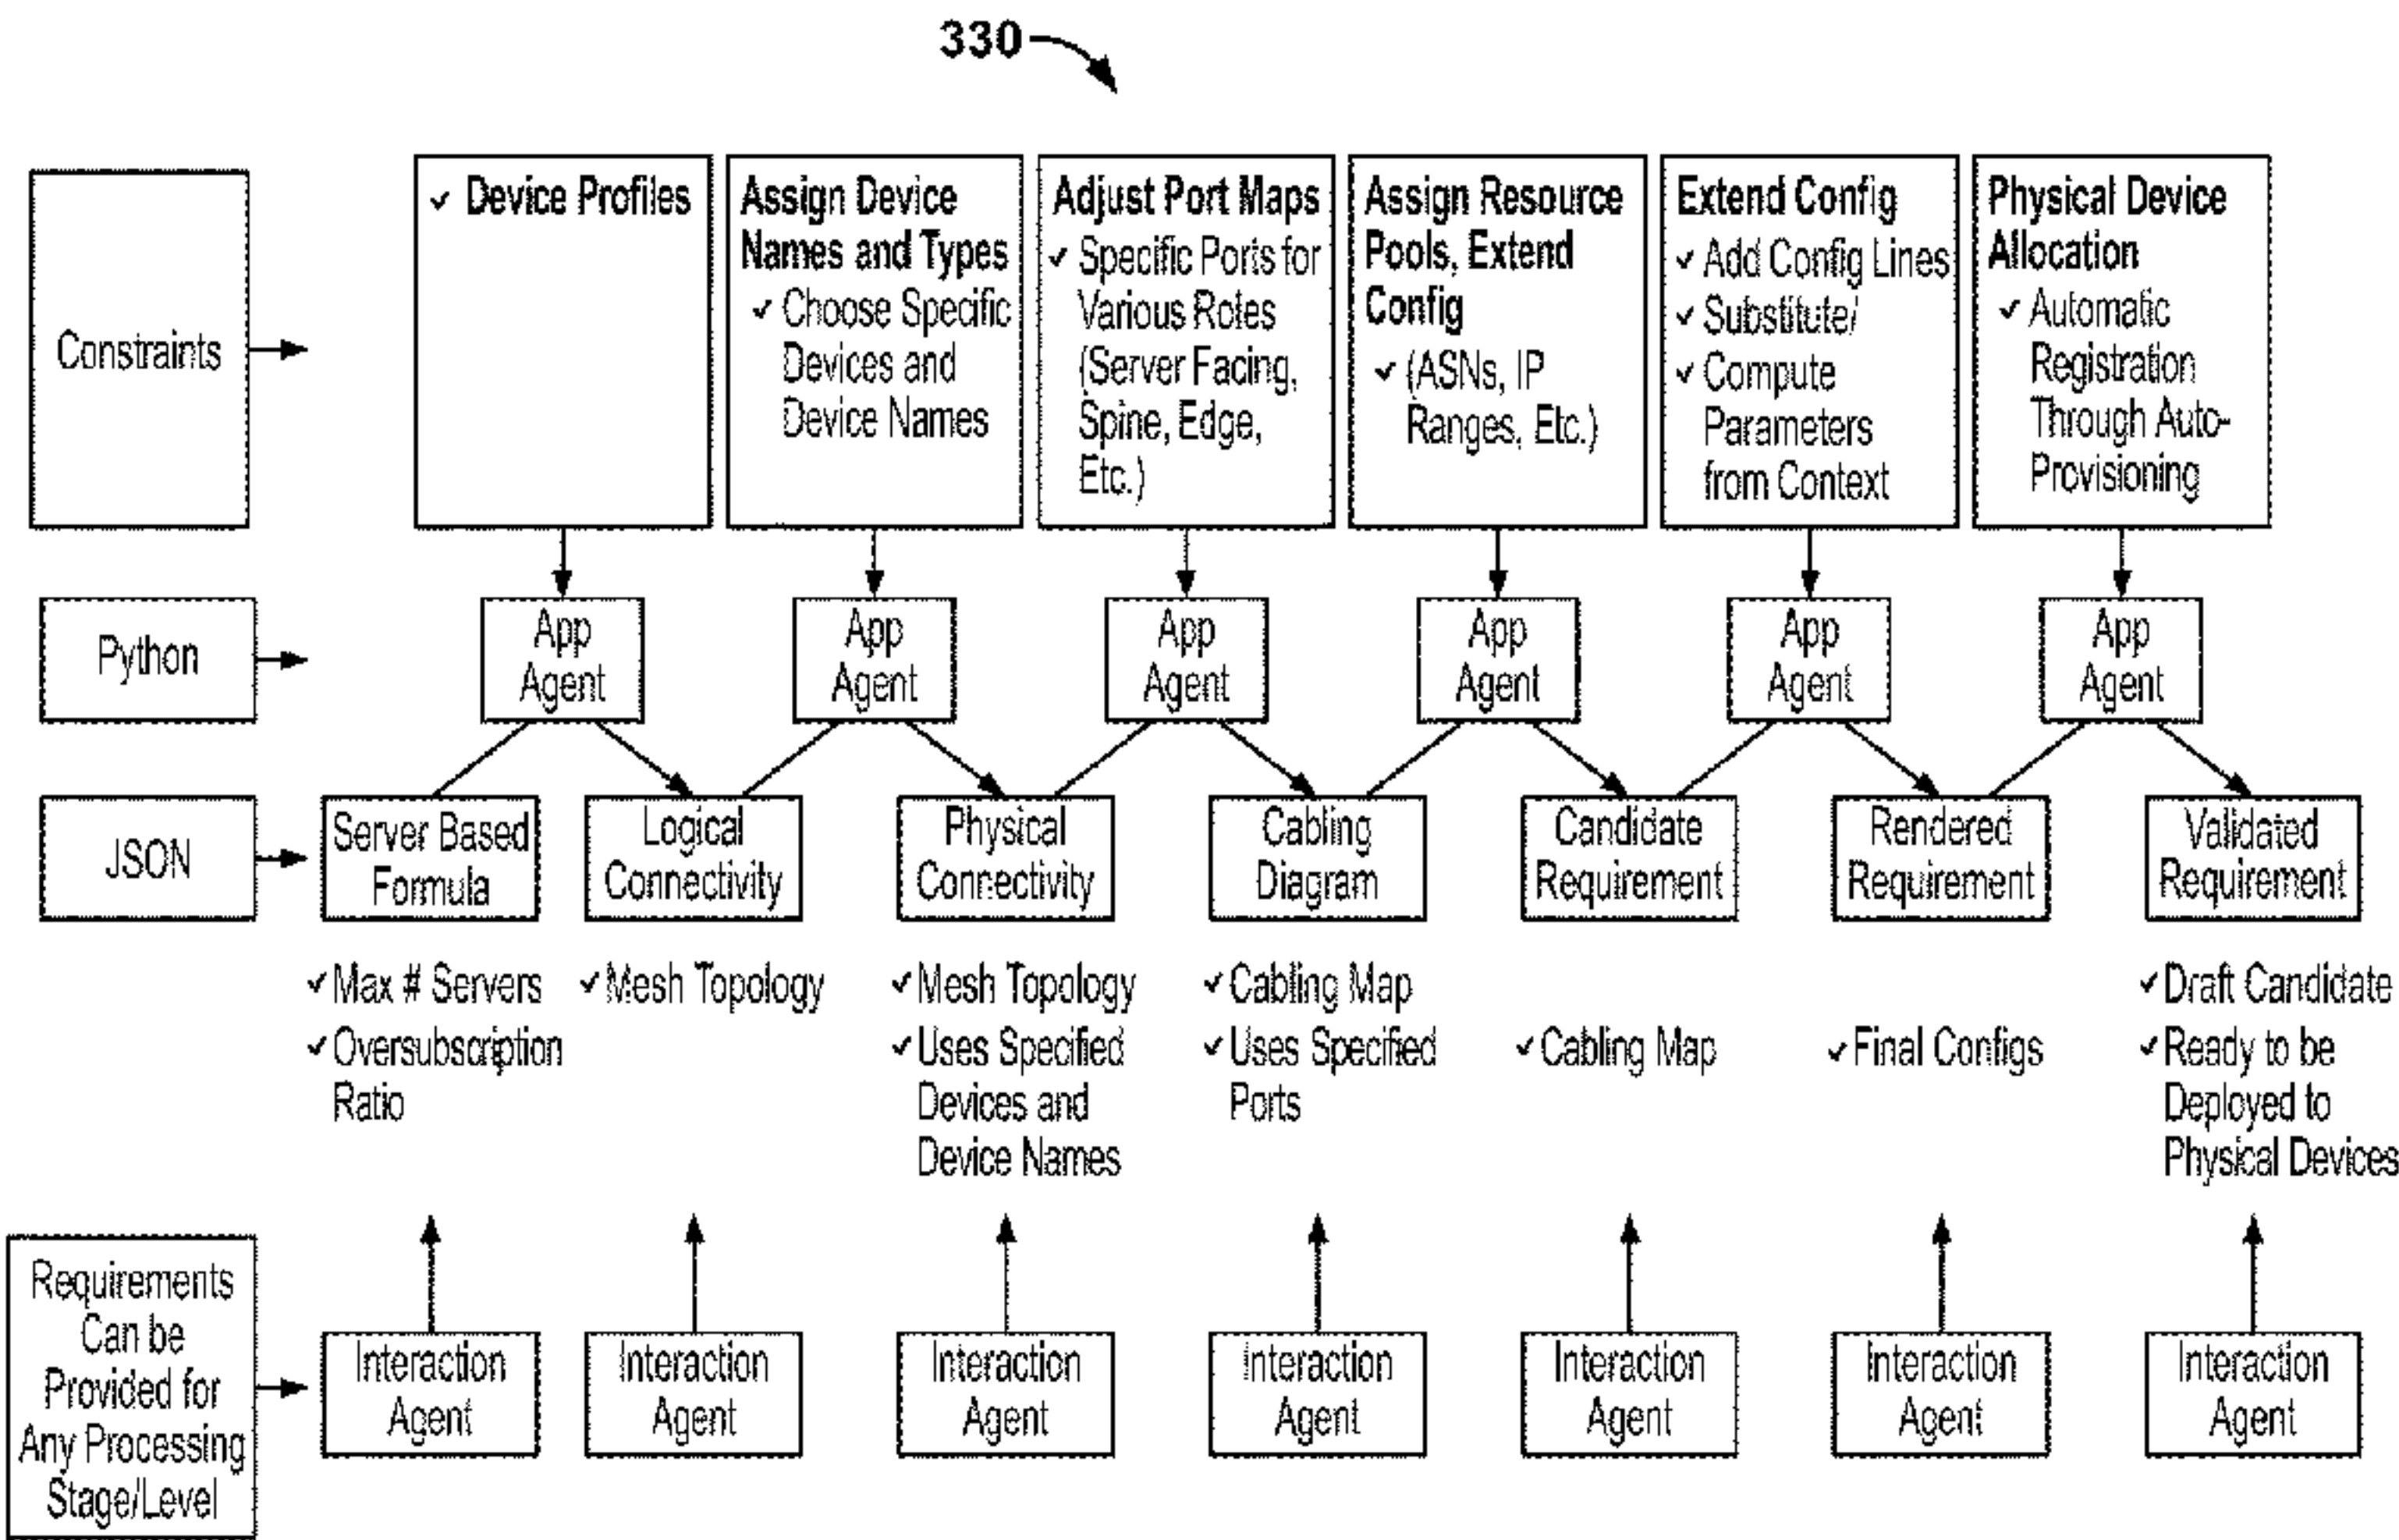 330
Constraints
✓ Device Profiles
Assign Device
Names and Types
✓ Choose Specific
Devices and
Device Names
Adjust Port Maps
✓ Specific Ports for
Various Roles
(Server Facing,
Spine, Edge,
Etc.)
Assign Resource
Pools, Extend
Config
✓ (ASNs, IP
Ranges, Etc.)
Extend Config
✓ Add Config Lines
✓ Substitute/
✓ Compute
Parameters
from Context
Physical Device
Allocation
✓ Automatic
Registration
Through Auto-
Provisioning
Python
App
Agent
App
Agent
App
Agent
App
Agent
App
Agent
App
Agent
JSON
Server Based
Formula
Logical
Connectivity
Physical
Connectivity
Cabling
Diagram
Candidate
Requirement
Rendered
Requirement
Validated
Requirement
✓ Max # Servers
✓ Oversubscription
Ratio
✓ Mesh Topology
✓ Mesh Topology
✓ Uses Specified
Devices and
Device Names
✓ Cabling Map
✓ Uses Specified
Ports
✓ Cabling Map
✓ Final Configs
✓ Draft Candidate
✓ Ready to be
Deployed to
Physical Devices
Requirements
Can be
Provided for
Any Processing
Stage/Level
Interaction
Agent
Interaction
Agent
Interaction
Agent
Interaction
Agent
Interaction
Agent
Interaction
Agent
Interaction
Agent